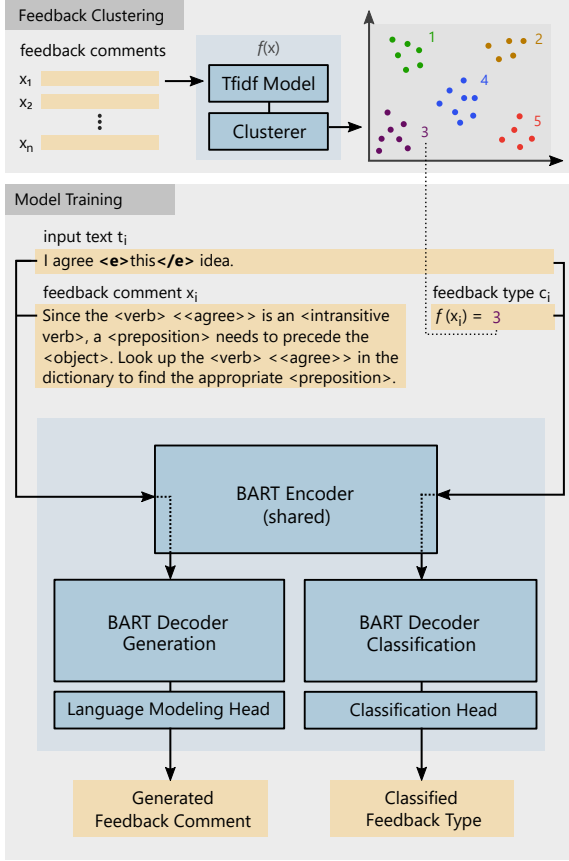 Feedback Clustering
feedback comments
x1
x2
xn
f(x)
Tfidf Model
Clusterer
1
2
3
4
5
Model Training
input text ti
I agree <e>this</e> idea.
feedback comment xi
Since the <verb> <<agree>> is an <intransitive
verb>, a <preposition> needs to precede the
<object>. Look up the <verb> <<agree>> in the
dictionary to find the appropriate <preposition>.
feedback type ci
f(xi) = 3
BART Encoder
(shared)
BART Decoder
Generation
BART Decoder
Classification
Language Modeling Head
Classification Head
Generated
Feedback Comment
Classified
Feedback Type